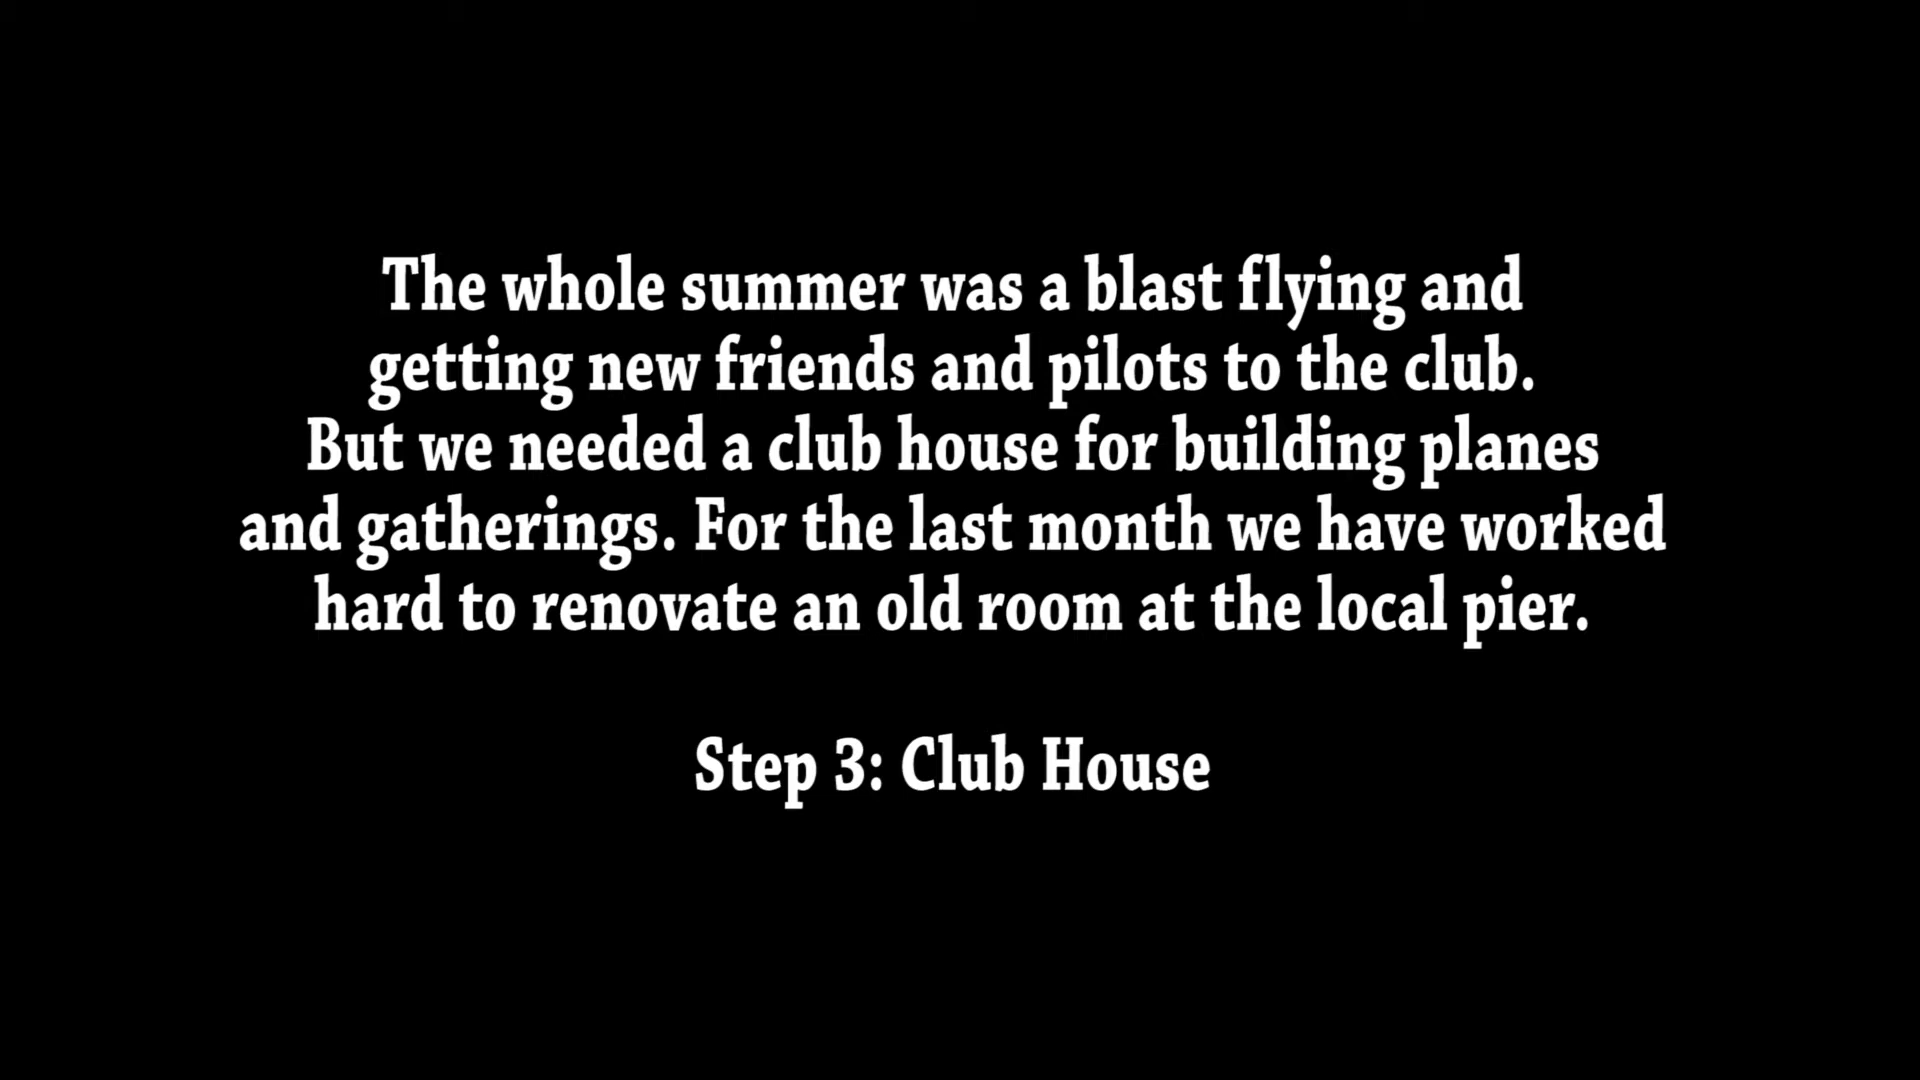 The whole summer was a blast flying and
getting new friends and pilots to the club.
But we needed a club house for building planes
and gatherings. For the last month we have worked
hard to renovate an old room at the local pier.
Step 3: Club House